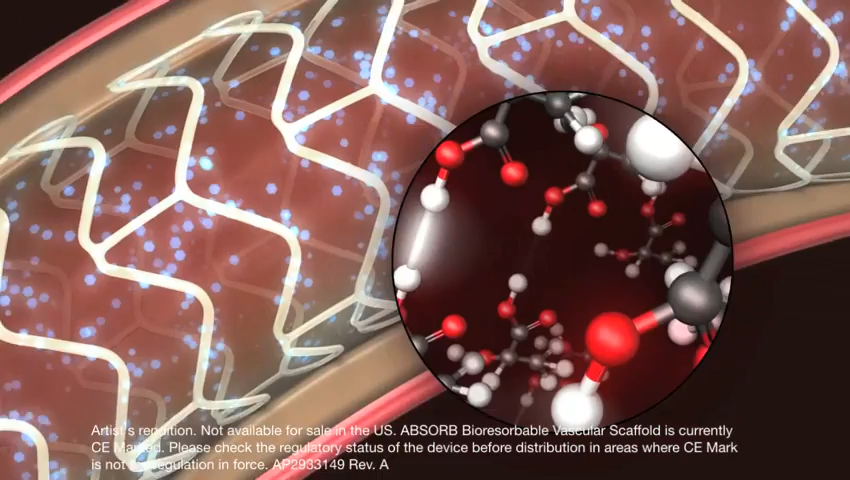 Artist's rendition. Not available for sale in the US. ABSORB Bioresorbable Vascular Scaffold is currently
CE Marked. Please check the regulatory status of the device before distribution in areas where CE Mark
is not regulation in force. AP2933149 Rev. A